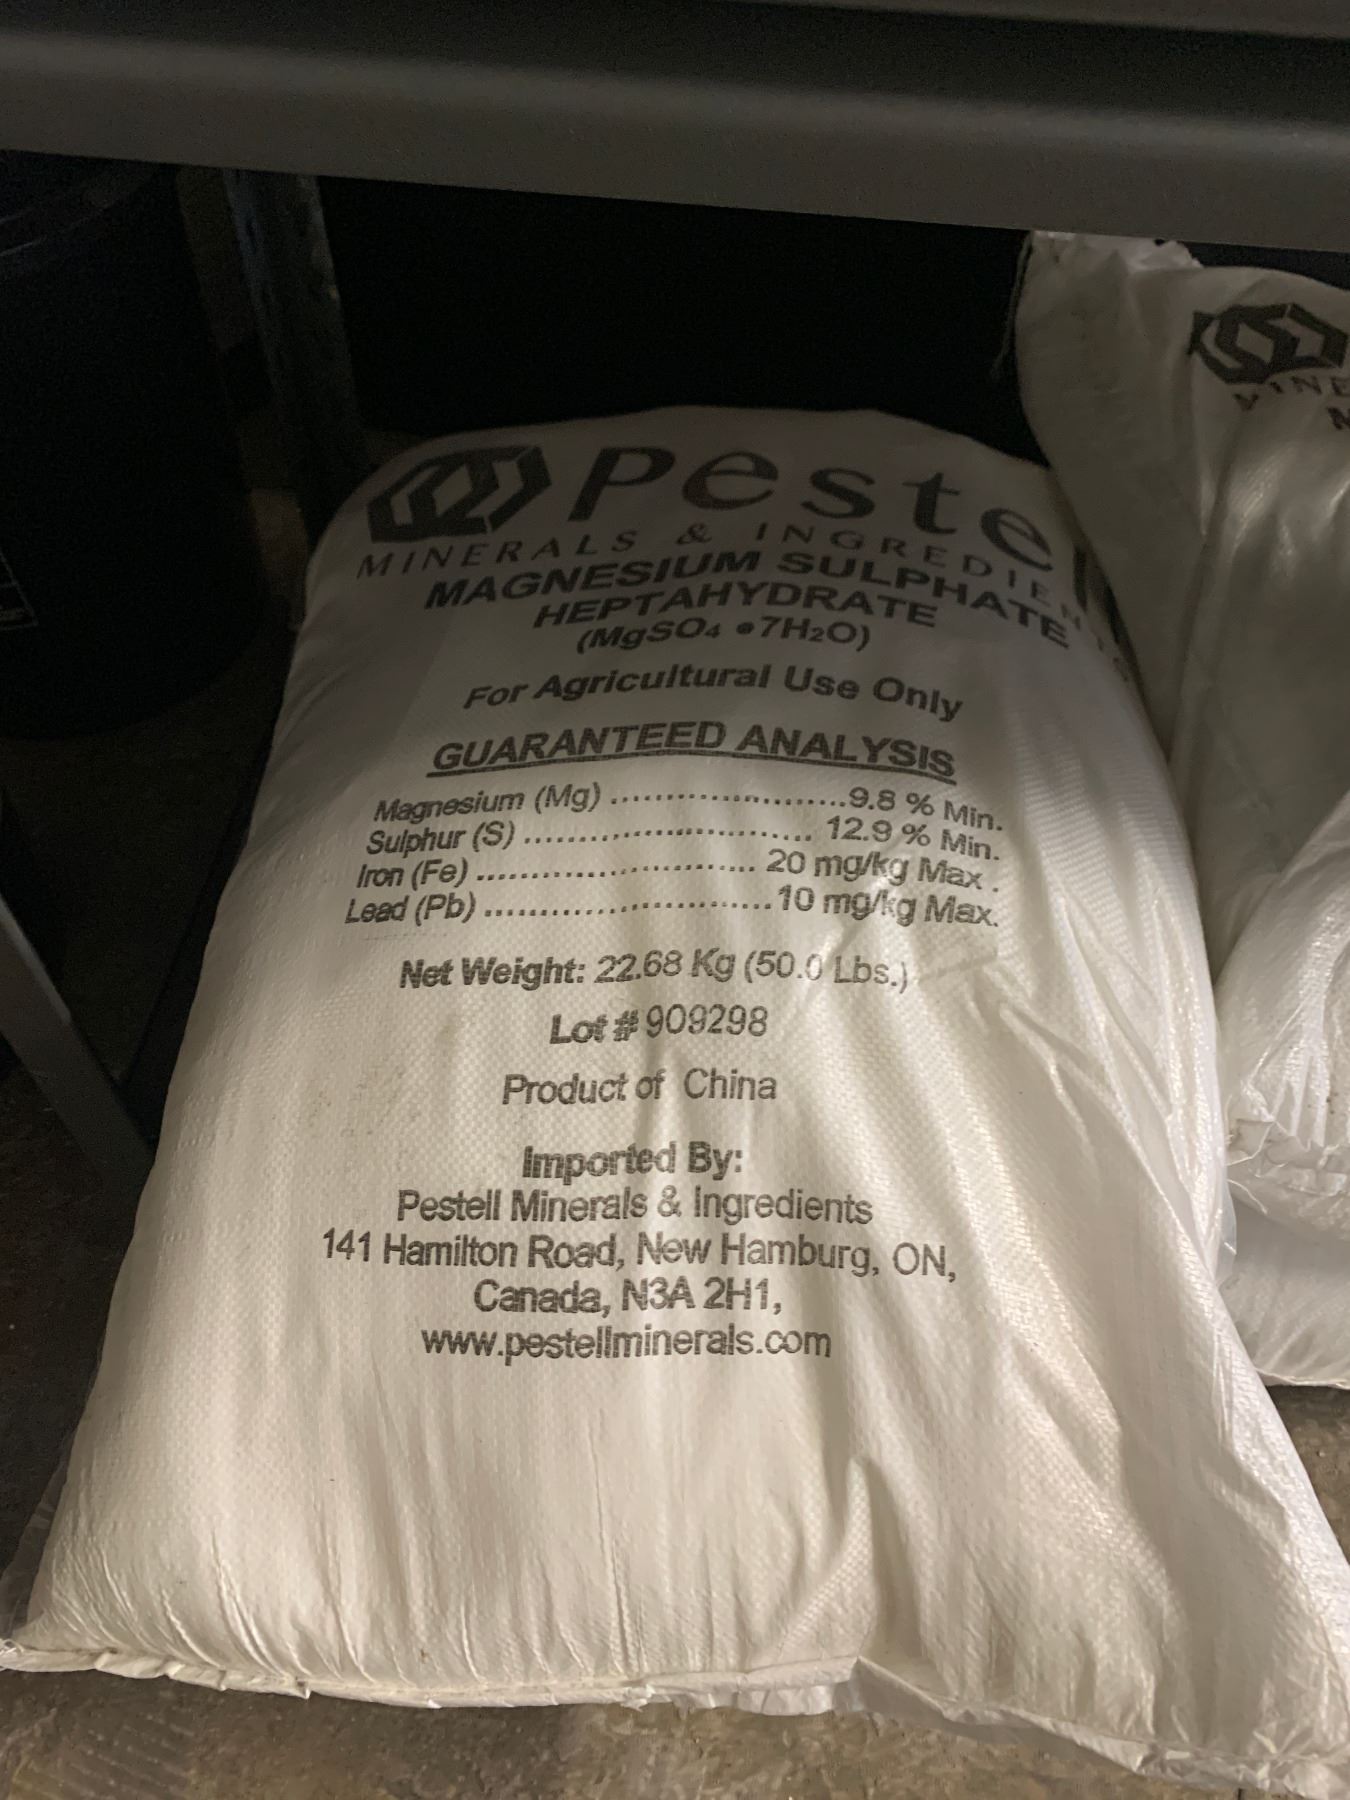 Pestell
MINERALS & INGREDIENTS
MAGNESIUM SULPHATE
HEPTAHYDRATE
(MgSO₄ •7H₂O)
For Agricultural Use Only
GUARANTEED ANALYSIS
Magnesium (Mg) ........................9.8 % Min.
Sulphur (S) ............................. 12.9 % Min.
Iron (Fe) ............................ 20 mg/kg Max .
Lead (Pb) .............................10 mg/kg Max.
Net Weight: 22.68 Kg (50.0 Lbs.)
Lot # 909298
Product of China
Imported By:
Pestell Minerals & Ingredients
141 Hamilton Road, New Hamburg, ON,
Canada, N3A 2H1,
www.pestellminerals.com